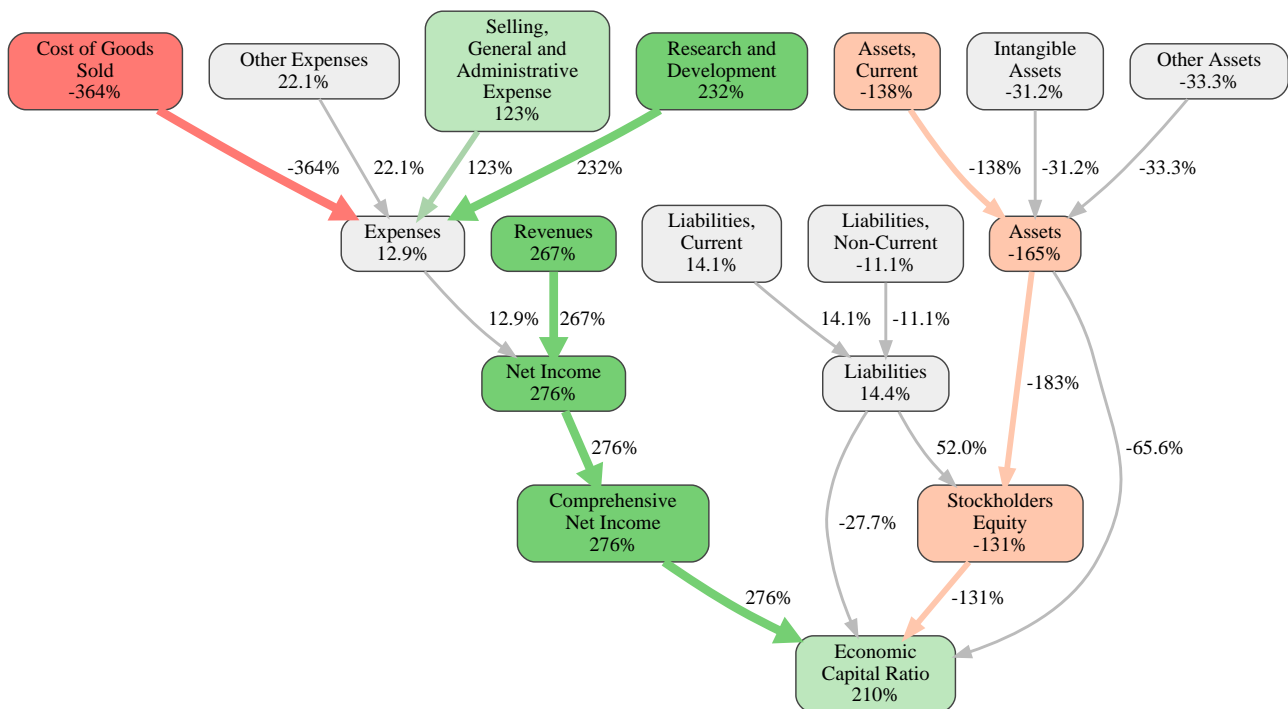 Cost of Goods
Sold
-364%
Other Expenses
22.1%
Selling,
General and
Administrative
Expense
123%
Research and
Development
232%
Assets,
Current
-138%
Intangible
Assets
-31.2%
Other Assets
-33.3%
-364%
22.1%
123%
232%
-138%
-31.2%
-33.3%
Expenses
12.9%
Revenues
267%
Liabilities,
Current
14.1%
Liabilities,
Non-Current
-11.1%
Assets
-165%
12.9%
267%
14.1%
-11.1%
Net Income
276%
Liabilities
14.4%
-183%
276%
52.0%
-65.6%
Comprehensive
Net Income
276%
-27.7%
Stockholders
Equity
-131%
276%
-131%
Economic
Capital Ratio
210%